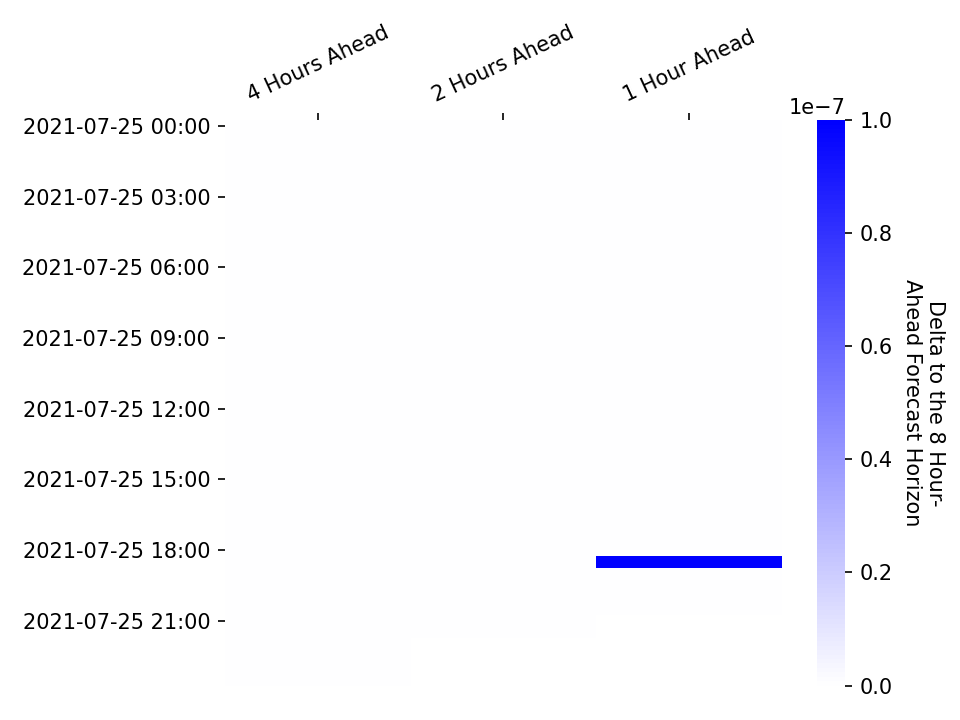 4 Hours Ahead
2 Hours Ahead
1 Hour Ahead
1e−7
2021-07-25 00:00
2021-07-25 03:00
2021-07-25 06:00
2021-07-25 09:00
2021-07-25 12:00
2021-07-25 15:00
2021-07-25 18:00
2021-07-25 21:00
1.0
0.8
0.6
0.4
0.2
0.0
Delta to the 8 Hour-
Ahead Forecast Horizon